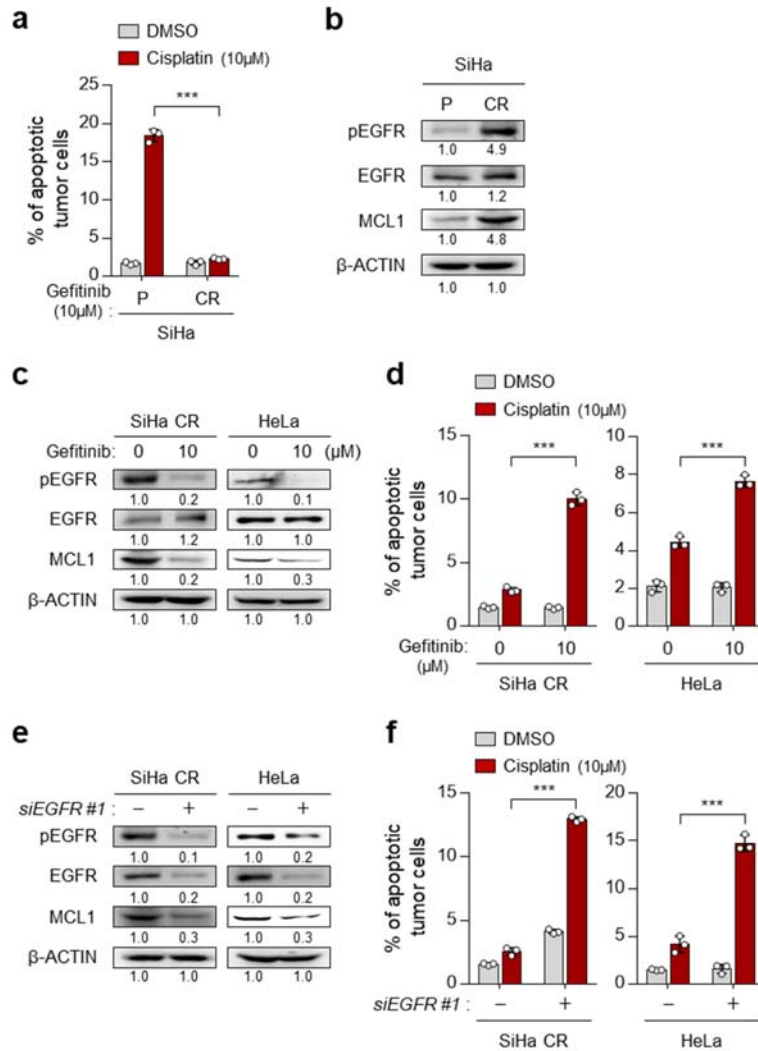 a
DMSO
Cisplatin (10μM)
% of apoptotic
tumor cells
25
20
15
10
5
0
***
Gefitinib
(10μM) :
P CR
SiHa
b
SiHa
P CR
pEGFR
1.0 4.9
EGFR
1.0 1.2
MCL1
1.0 4.8
β-ACTIN
1.0 1.0
c
SiHa CR HeLa
Gefitinib: 0 10 0 10 (μM)
pEGFR
1.0 0.2 1.0 0.1
EGFR
1.0 1.2 1.0 1.0
MCL1
1.0 0.2 1.0 0.3
β-ACTIN
1.0 1.0 1.0 1.0
d
DMSO
Cisplatin (10μM)
% of apoptotic
tumor cells
15
10
5
0
***
8
6
4
2
0
***
Gefitinib:
(μM)
0 10 0 10
SiHa CR HeLa
e
SiHa CR HeLa
siEGFR #1 : – + – +
pEGFR
1.0 0.1 1.0 0.2
EGFR
1.0 0.2 1.0 0.2
MCL1
1.0 0.3 1.0 0.3
β-ACTIN
1.0 1.0 1.0 1.0
f
DMSO
Cisplatin (10μM)
% of apoptotic
tumor cells
15
10
5
0
***
20
15
10
5
0
***
siEGFR #1 : – + – +
SiHa CR HeLa